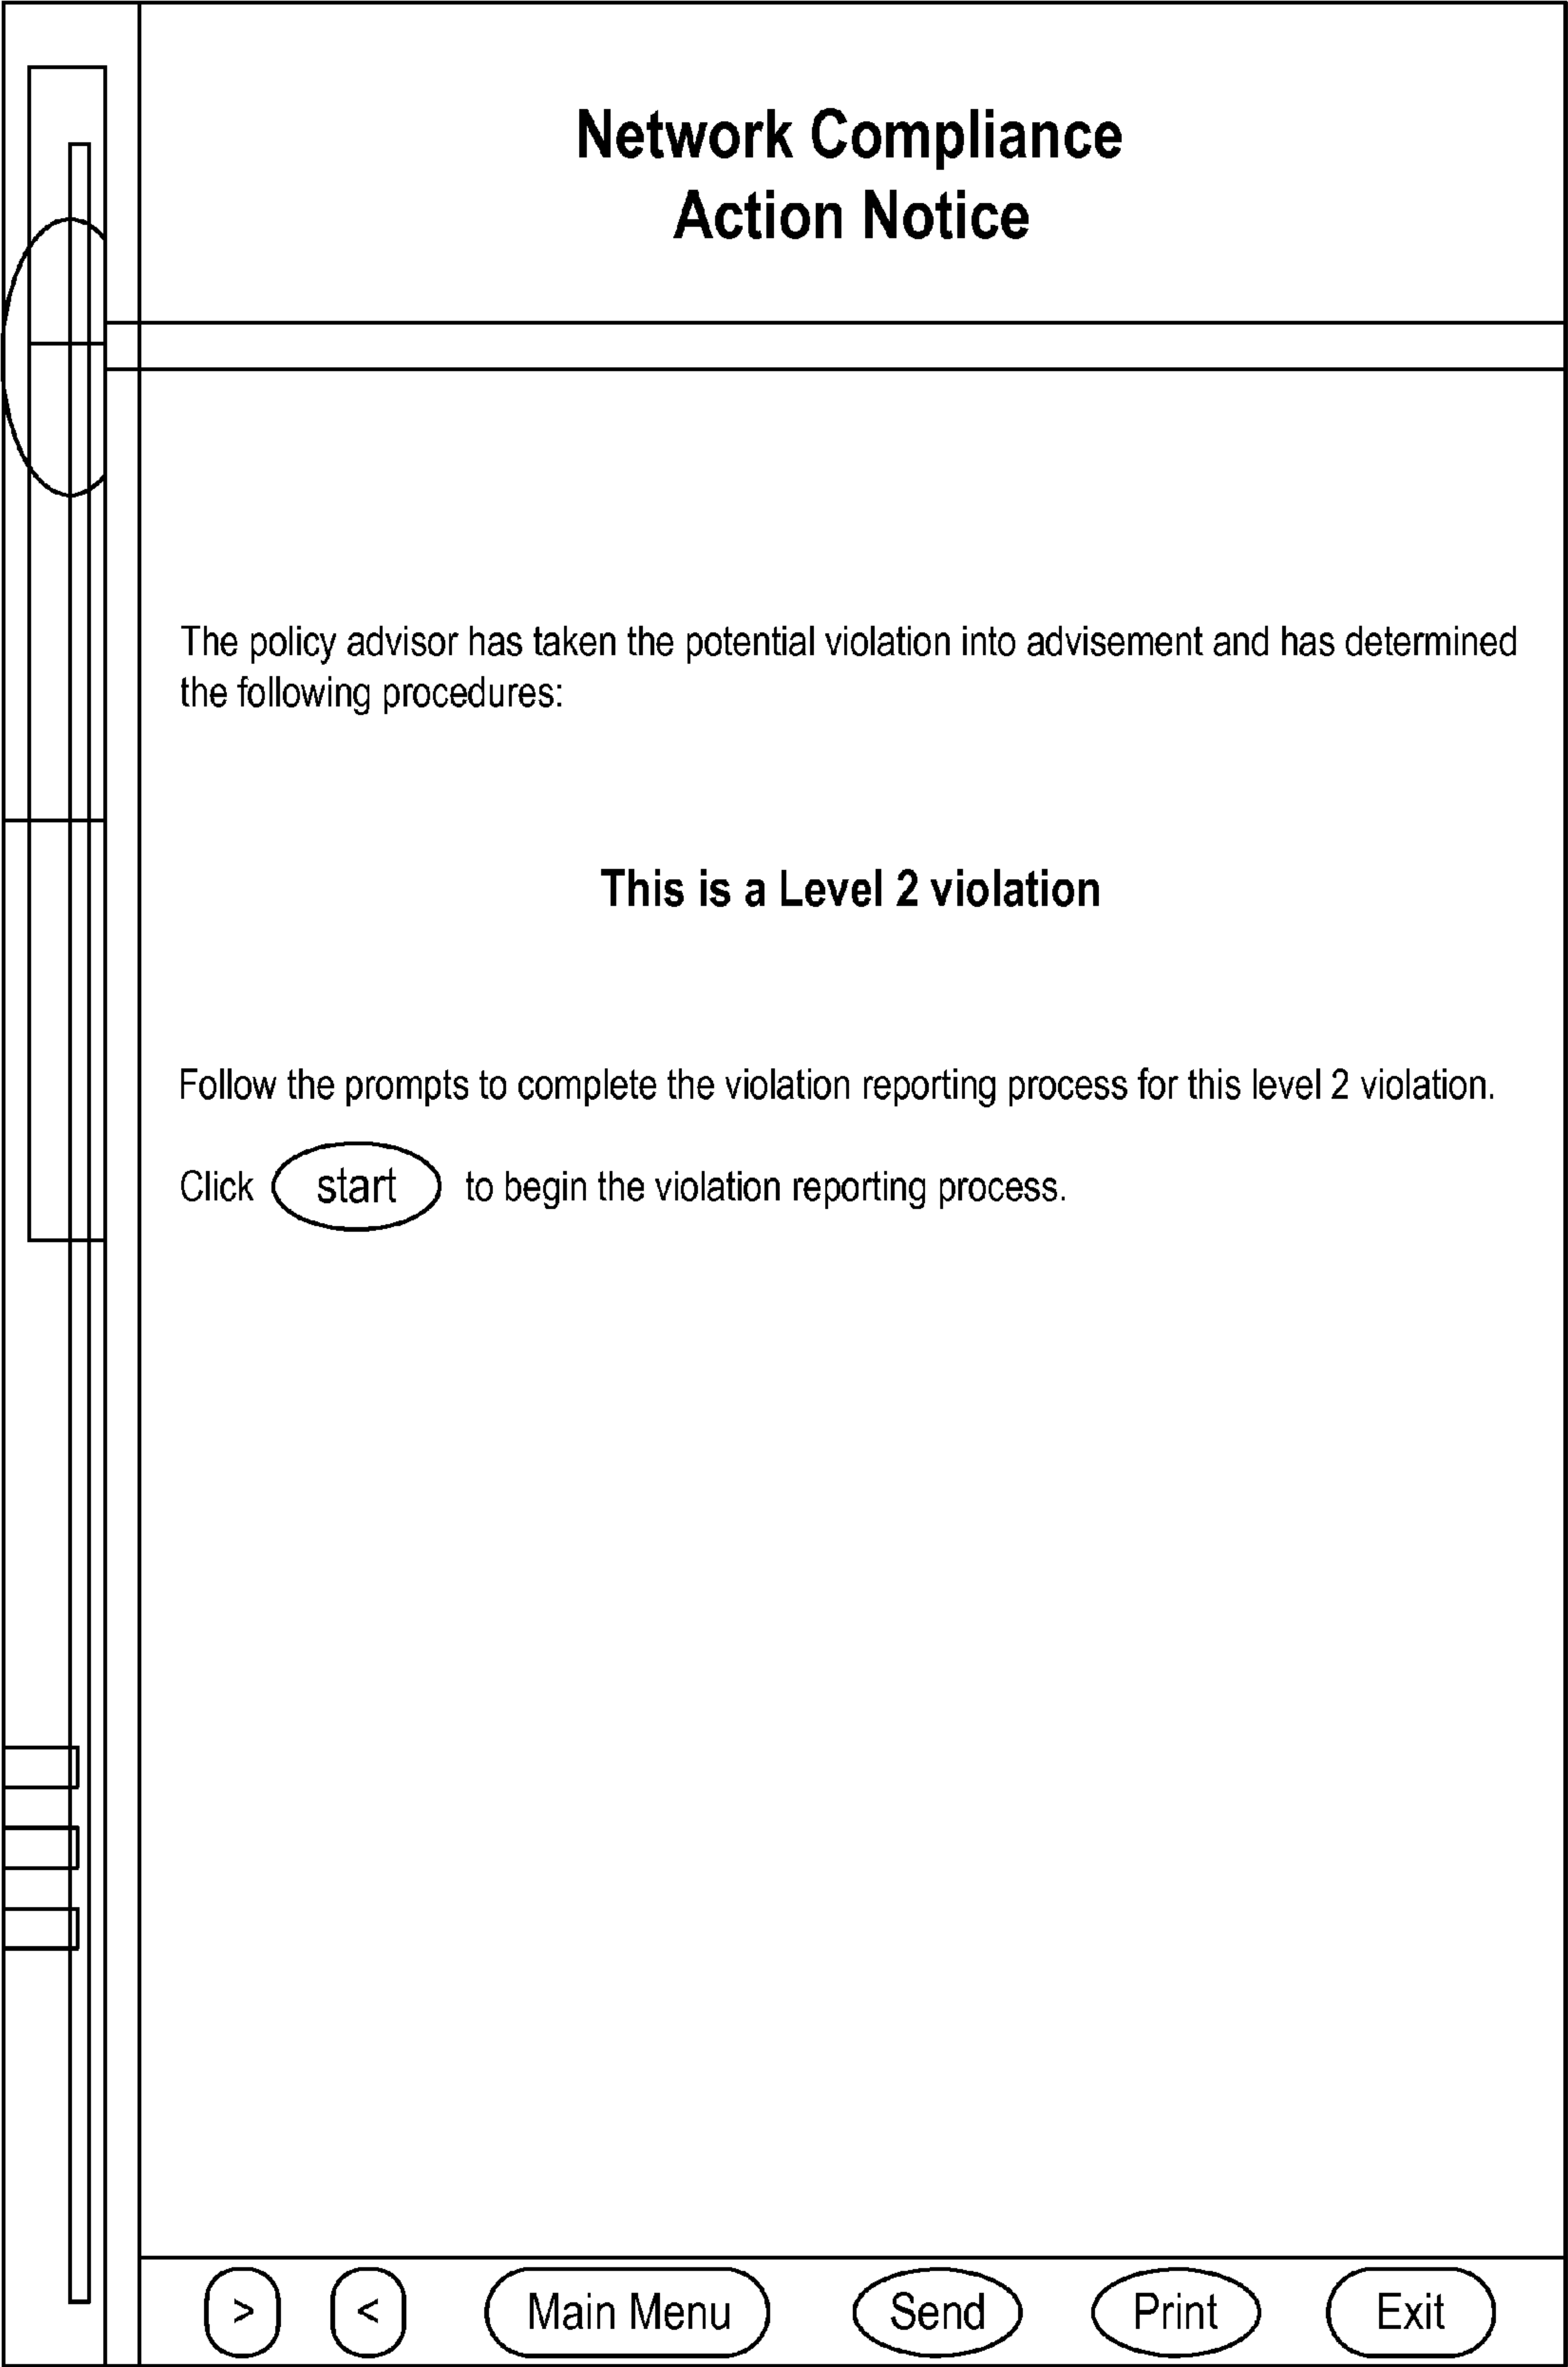 Network Compliance
Action Notice
The policy advisor has taken the potential violation into advisement and has determined
the following procedures:
This is a Level 2 violation
Follow the prompts to complete the violation reporting process for this level 2 violation.
Click start to begin the violation reporting process.
> < Main Menu Send Print Exit